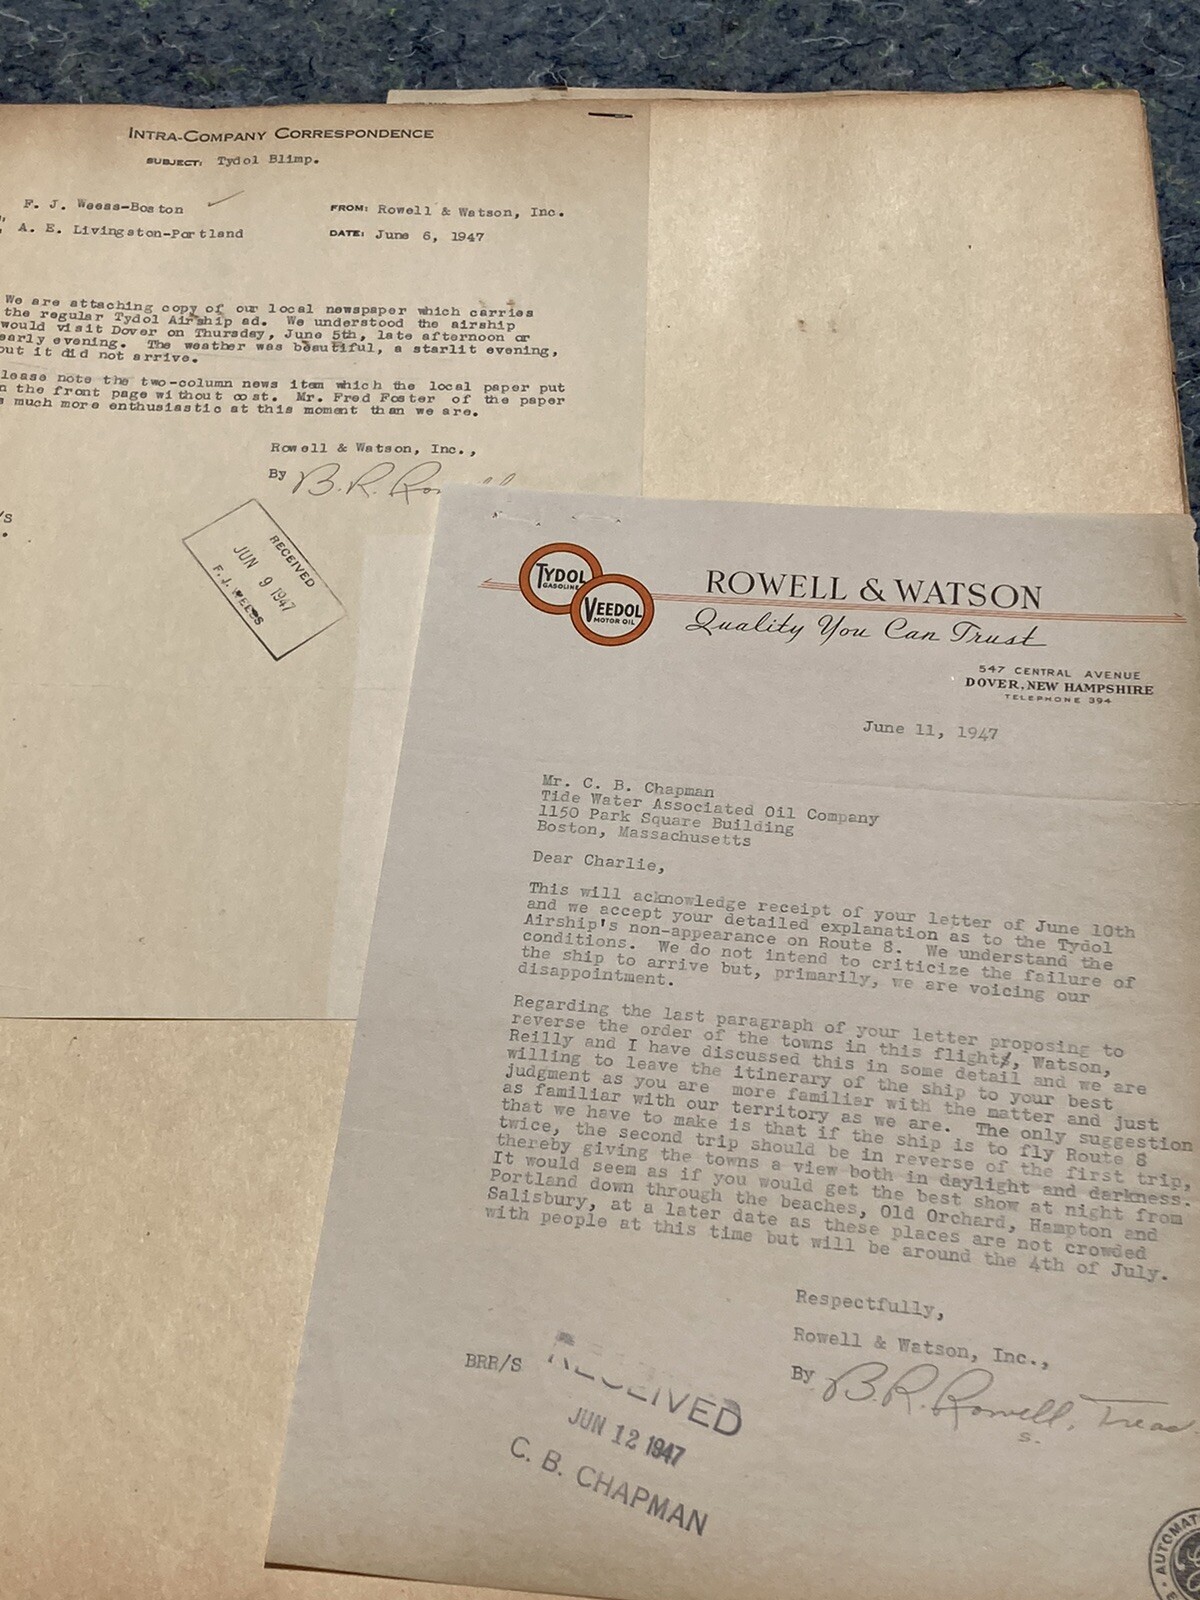 INTRA-COMPANY CORRESPONDENCE
SUBJECT: Tydol Blimp.
F. J. Weeas-Boston
A. E. Livingston-Portland
FROM: Rowell & Watson, Inc.
DATE: June 6, 1947
We are attaching copy of our local newspaper which carries
the regular Tydol Airship ad. We understood the airship
would visit Dover on Thursday, June 5th, late afternoon or
early evening. The weather was beautiful, a starlit evening,
but it did not arrive.
lease note the two-column news item which the local paper put
n the front page without cost. Mr. Fred Foster of the paper
s much more enthusiastic at this moment than we are.
Rowell & Watson, Inc.,
By B. R. Ro
/s
RECEIVED
JUN 9 1947
F. J. WEEBS
TYDOL
GASOLINE
VEEDOL
MOTOR OIL
ROWELL & WATSON
Quality You Can Trust
547 CENTRAL AVENUE
DOVER, NEW HAMPSHIRE
TELEPHONE 394
June 11, 1947
Mr. C. B. Chapman
Tide Water Associated Oil Company
1150 Park Square Building
Boston, Massachusetts
Dear Charlie,
This will acknowledge receipt of your letter of June 10th
and we accept your detailed explanation as to the Tydol
Airship's non-appearance on Route 8. We understand the
conditions. We do not intend to criticize the failure of
the ship to arrive but, primarily, we are voicing our
disappointment.
Regarding the last paragraph of your letter proposing to
reverse the order of the towns in this flight, Watson,
Reilly and I have discussed this in some detail and we are
willing to leave the itinerary of the ship to your best
judgment as you are more familiar with the matter and just
as familiar with our territory as we are. The only suggestion
that we have to make is that if the ship is to fly Route 8
twice, the second trip should be in reverse of the first trip,
thereby giving the towns a view both in daylight and darkness.
It would seem as if you would get the best show at night from
Portland down through the beaches, Old Orchard, Hampton and
Salisbury, at a later date as these places are not crowded
with people at this time but will be around the 4th of July.
Respectfully,
Rowell & Watson, Inc.,
By B. R. Rowell, Treas
s.
BRR/S
RECEIVED
JUN 12 1947
C. B. CHAPMAN
AUTOMAT